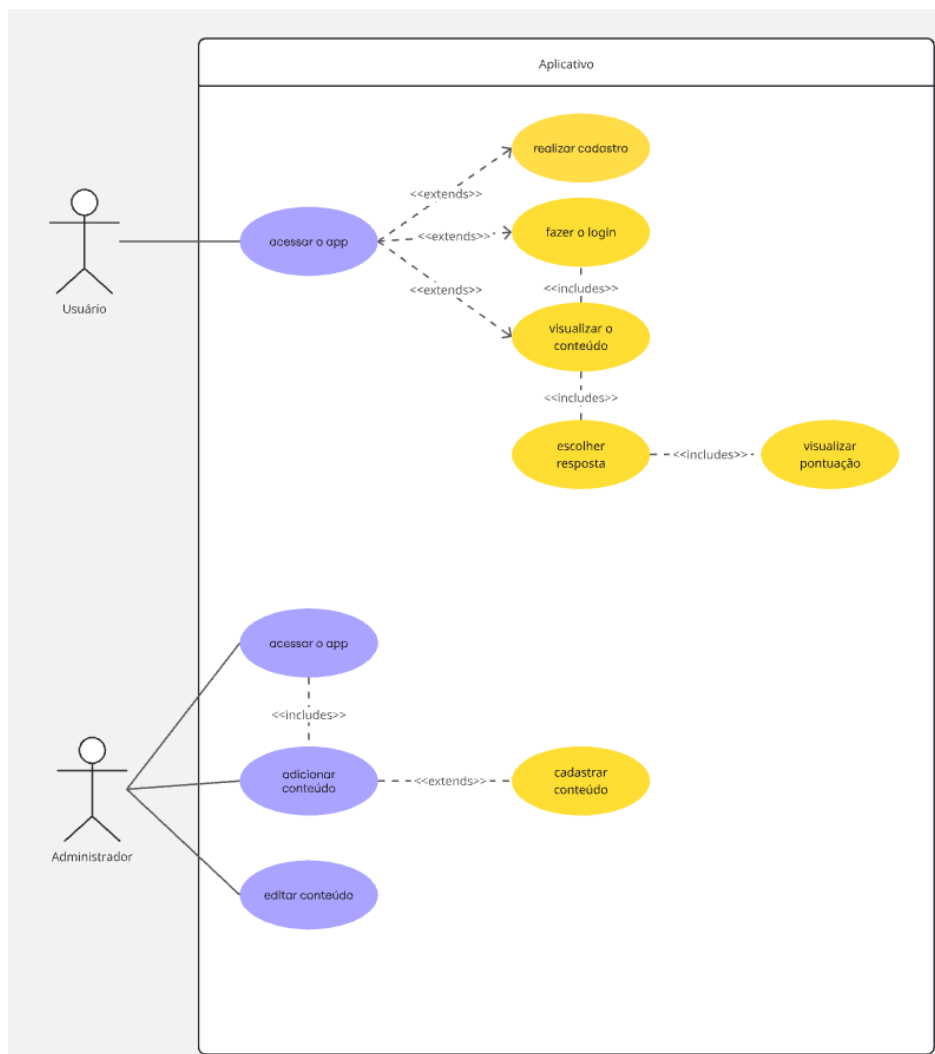 Aplicativo
realizar cadastro
<<extends>>
fazer o login
<<extends>>
acessar o app
<<extends>>
<<includes>>
Usuário
visualizar o
conteúdo
<<includes>>
escolher
resposta
<<includes>>
visualizar
pontuação
acessar o app
<<includes>>
adicionar
conteúdo
<<extends>>
cadastrar
conteúdo
Administrador
editar conteúdo